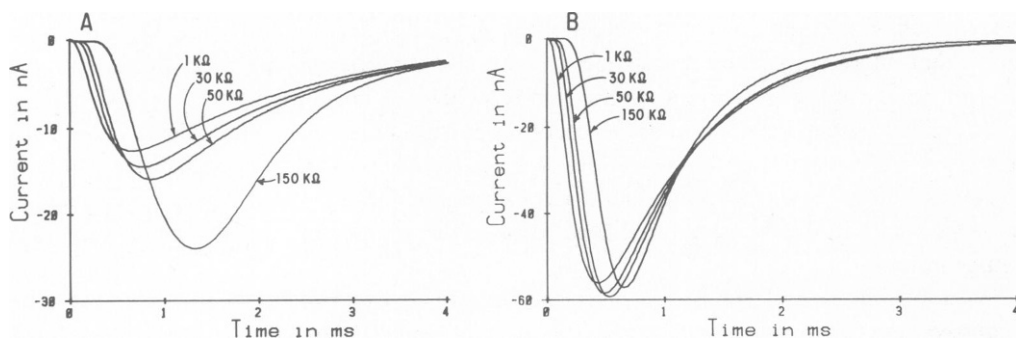 A
Current in nA
0
-10
-20
-30
1 KΩ
30 KΩ
50 KΩ
150 KΩ
0
1
2
3
4
Time in ms
B
Current in nA
0
-20
-40
-60
1 KΩ
30 KΩ
50 KΩ
150 KΩ
0
1
2
3
4
Time in ms